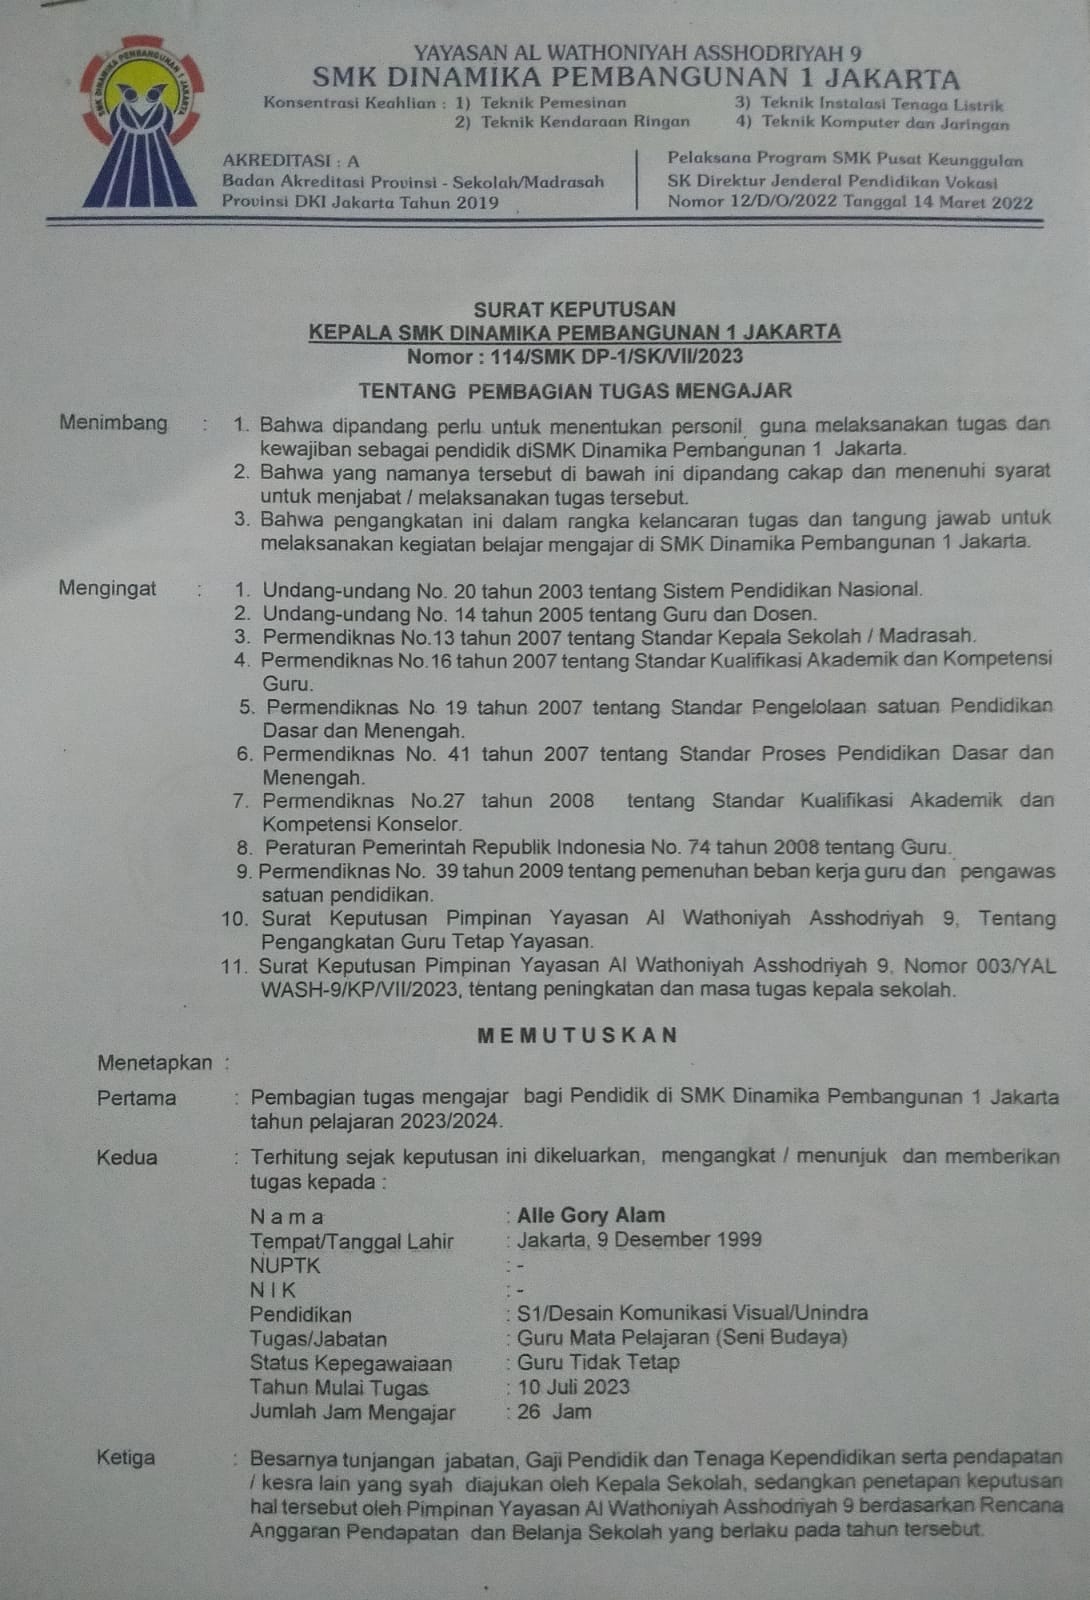 SMK DINAMIKA PEMBANGUNAN 1 JAKARTA
YAYASAN AL WATHONIYAH ASSHODRIYAH 9
SMK DINAMIKA PEMBANGUNAN 1 JAKARTA
Konsentrasi Keahlian : 1) Teknik Pemesinan 3) Teknik Instalasi Tenaga Listrik
2) Teknik Kendaraan Ringan 4) Teknik Komputer dan Jaringan
AKREDITASI : A
Badan Akreditasi Provinsi - Sekolah/Madrasah
Provinsi DKI Jakarta Tahun 2019
Pelaksana Program SMK Pusat Keunggulan
SK Direktur Jenderal Pendidikan Vokasi
Nomor 12/D/O/2022 Tanggal 14 Maret 2022
SURAT KEPUTUSAN
KEPALA SMK DINAMIKA PEMBANGUNAN 1 JAKARTA
Nomor : 114/SMK DP-1/SK/VII/2023
TENTANG PEMBAGIAN TUGAS MENGAJAR
Menimbang : 1. Bahwa dipandang perlu untuk menentukan personil guna melaksanakan tugas dan
kewajiban sebagai pendidik diSMK Dinamika Pembangunan 1 Jakarta.
2. Bahwa yang namanya tersebut di bawah ini dipandang cakap dan menenuhi syarat
untuk menjabat / melaksanakan tugas tersebut.
3. Bahwa pengangkatan ini dalam rangka kelancaran tugas dan tangung jawab untuk
melaksanakan kegiatan belajar mengajar di SMK Dinamika Pembangunan 1 Jakarta.
Mengingat : 1. Undang-undang No. 20 tahun 2003 tentang Sistem Pendidikan Nasional.
2. Undang-undang No. 14 tahun 2005 tentang Guru dan Dosen.
3. Permendiknas No.13 tahun 2007 tentang Standar Kepala Sekolah / Madrasah.
4. Permendiknas No.16 tahun 2007 tentang Standar Kualifikasi Akademik dan Kompetensi
Guru.
5. Permendiknas No 19 tahun 2007 tentang Standar Pengelolaan satuan Pendidikan
Dasar dan Menengah.
6. Permendiknas No. 41 tahun 2007 tentang Standar Proses Pendidikan Dasar dan
Menengah.
7. Permendiknas No.27 tahun 2008 tentang Standar Kualifikasi Akademik dan
Kompetensi Konselor.
8. Peraturan Pemerintah Republik Indonesia No. 74 tahun 2008 tentang Guru.
9. Permendiknas No. 39 tahun 2009 tentang pemenuhan beban kerja guru dan pengawas
satuan pendidikan.
10. Surat Keputusan Pimpinan Yayasan Al Wathoniyah Asshodriyah 9, Tentang
Pengangkatan Guru Tetap Yayasan.
11. Surat Keputusan Pimpinan Yayasan Al Wathoniyah Asshodriyah 9, Nomor 003/YAL
WASH-9/KP/VII/2023, tentang peningkatan dan masa tugas kepala sekolah.
M E M U T U S K A N
Menetapkan :
Pertama : Pembagian tugas mengajar bagi Pendidik di SMK Dinamika Pembangunan 1 Jakarta
tahun pelajaran 2023/2024.
Kedua : Terhitung sejak keputusan ini dikeluarkan, mengangkat / menunjuk dan memberikan
tugas kepada :
N a m a : Alle Gory Alam
Tempat/Tanggal Lahir : Jakarta, 9 Desember 1999
NUPTK : -
N I K : -
Pendidikan : S1/Desain Komunikasi Visual/Unindra
Tugas/Jabatan : Guru Mata Pelajaran (Seni Budaya)
Status Kepegawaiaan : Guru Tidak Tetap
Tahun Mulai Tugas : 10 Juli 2023
Jumlah Jam Mengajar : 26 Jam
Ketiga : Besarnya tunjangan jabatan, Gaji Pendidik dan Tenaga Kependidikan serta pendapatan
/ kesra lain yang syah diajukan oleh Kepala Sekolah, sedangkan penetapan keputusan
hal tersebut oleh Pimpinan Yayasan Al Wathoniyah Asshodriyah 9 berdasarkan Rencana
Anggaran Pendapatan dan Belanja Sekolah yang berlaku pada tahun tersebut.